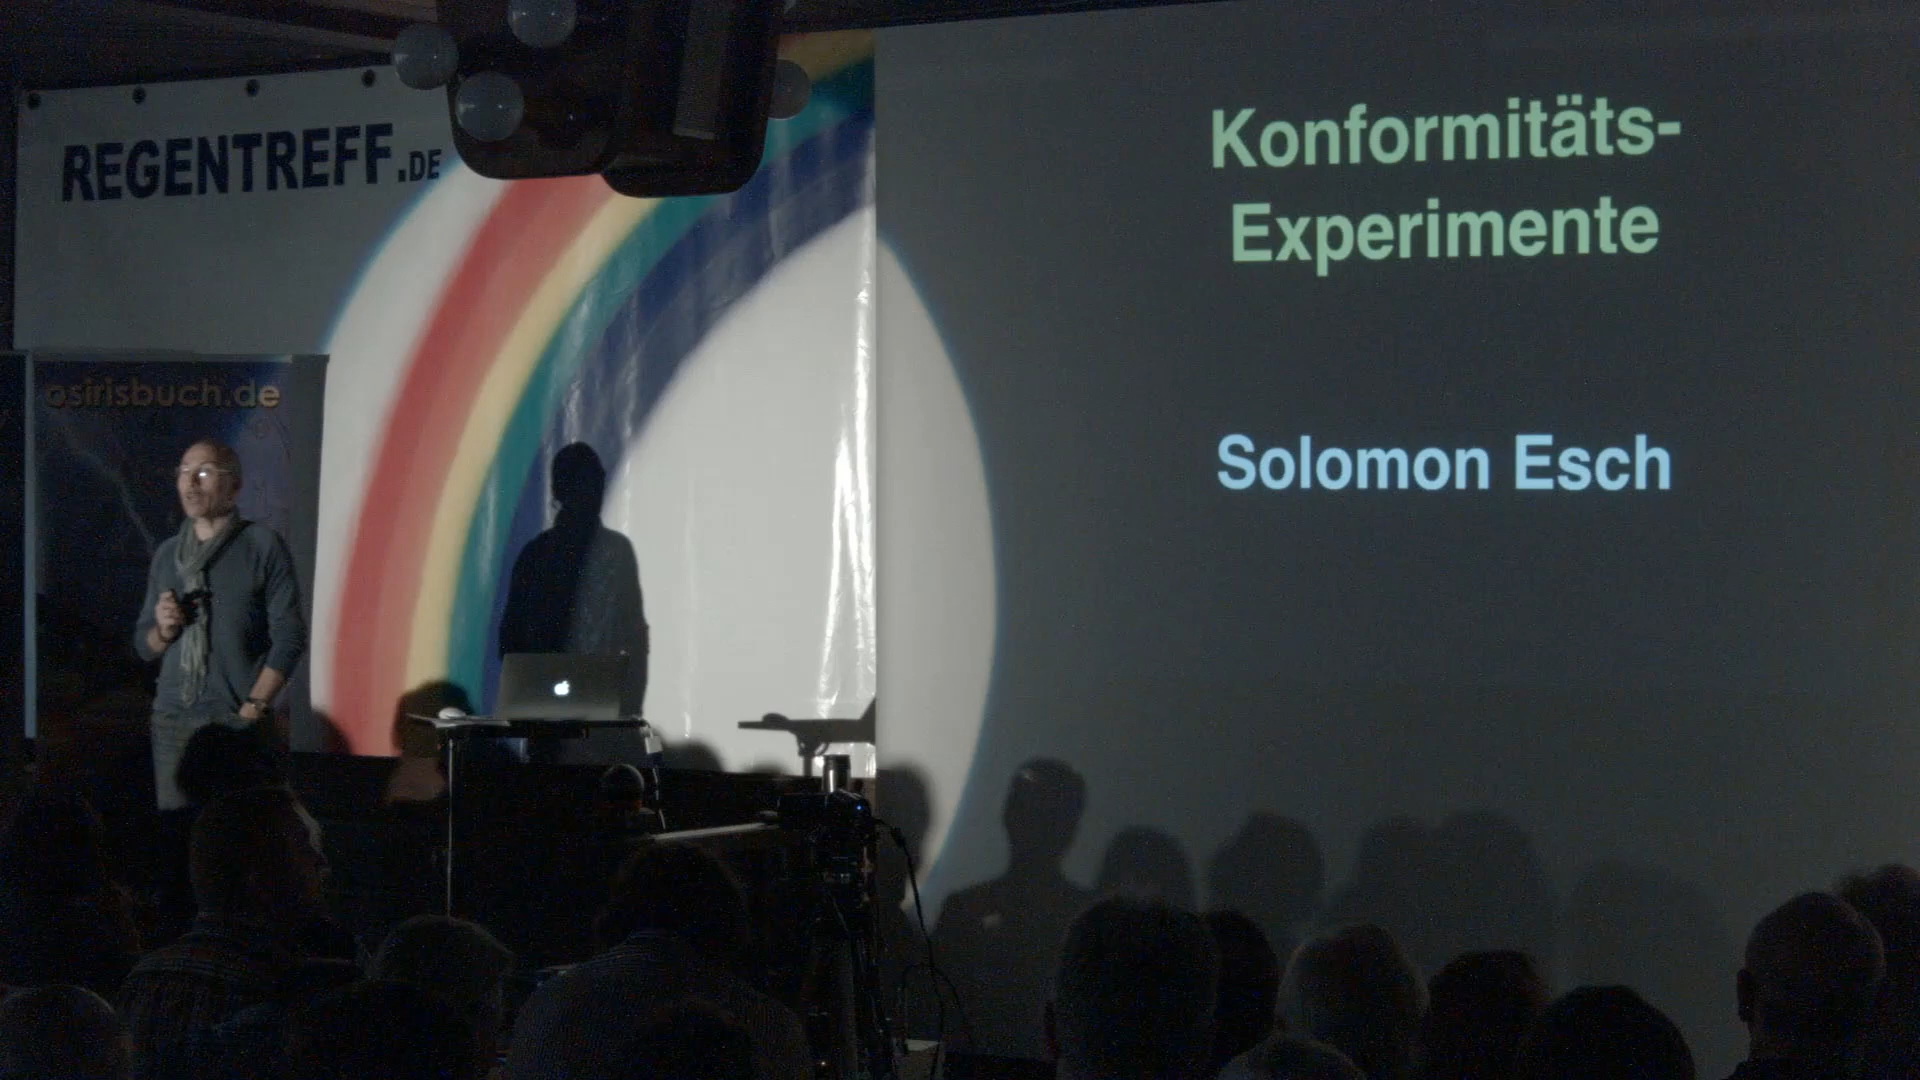 REGENTREFF.DE
osirisbuch.de
Konformitäts-
Experimente
Solomon Esch